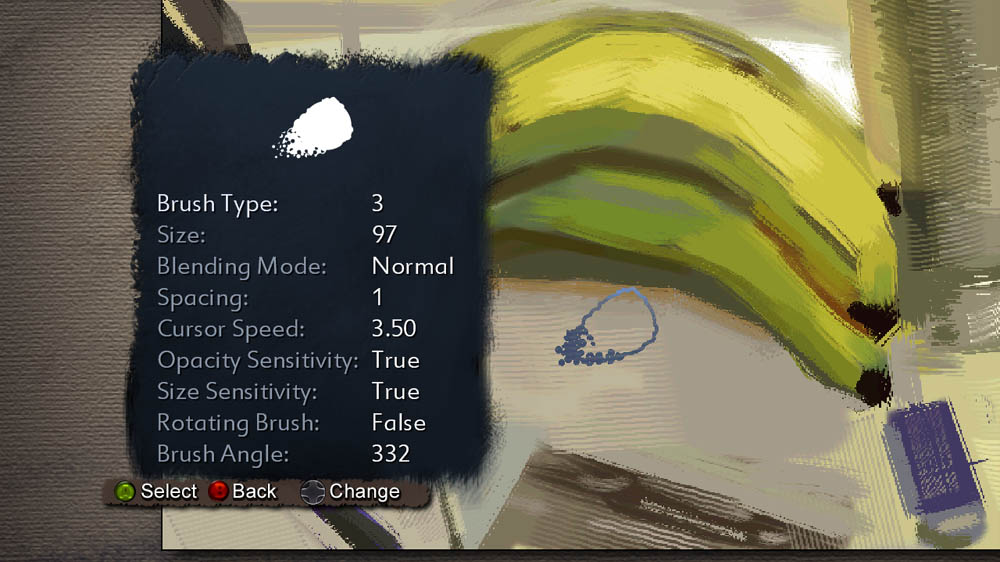 Brush Type: 3
Size: 97
Blending Mode: Normal
Spacing: 1
Cursor Speed: 3.50
Opacity Sensitivity: True
Size Sensitivity: True
Rotating Brush: False
Brush Angle: 332
Select Back Change